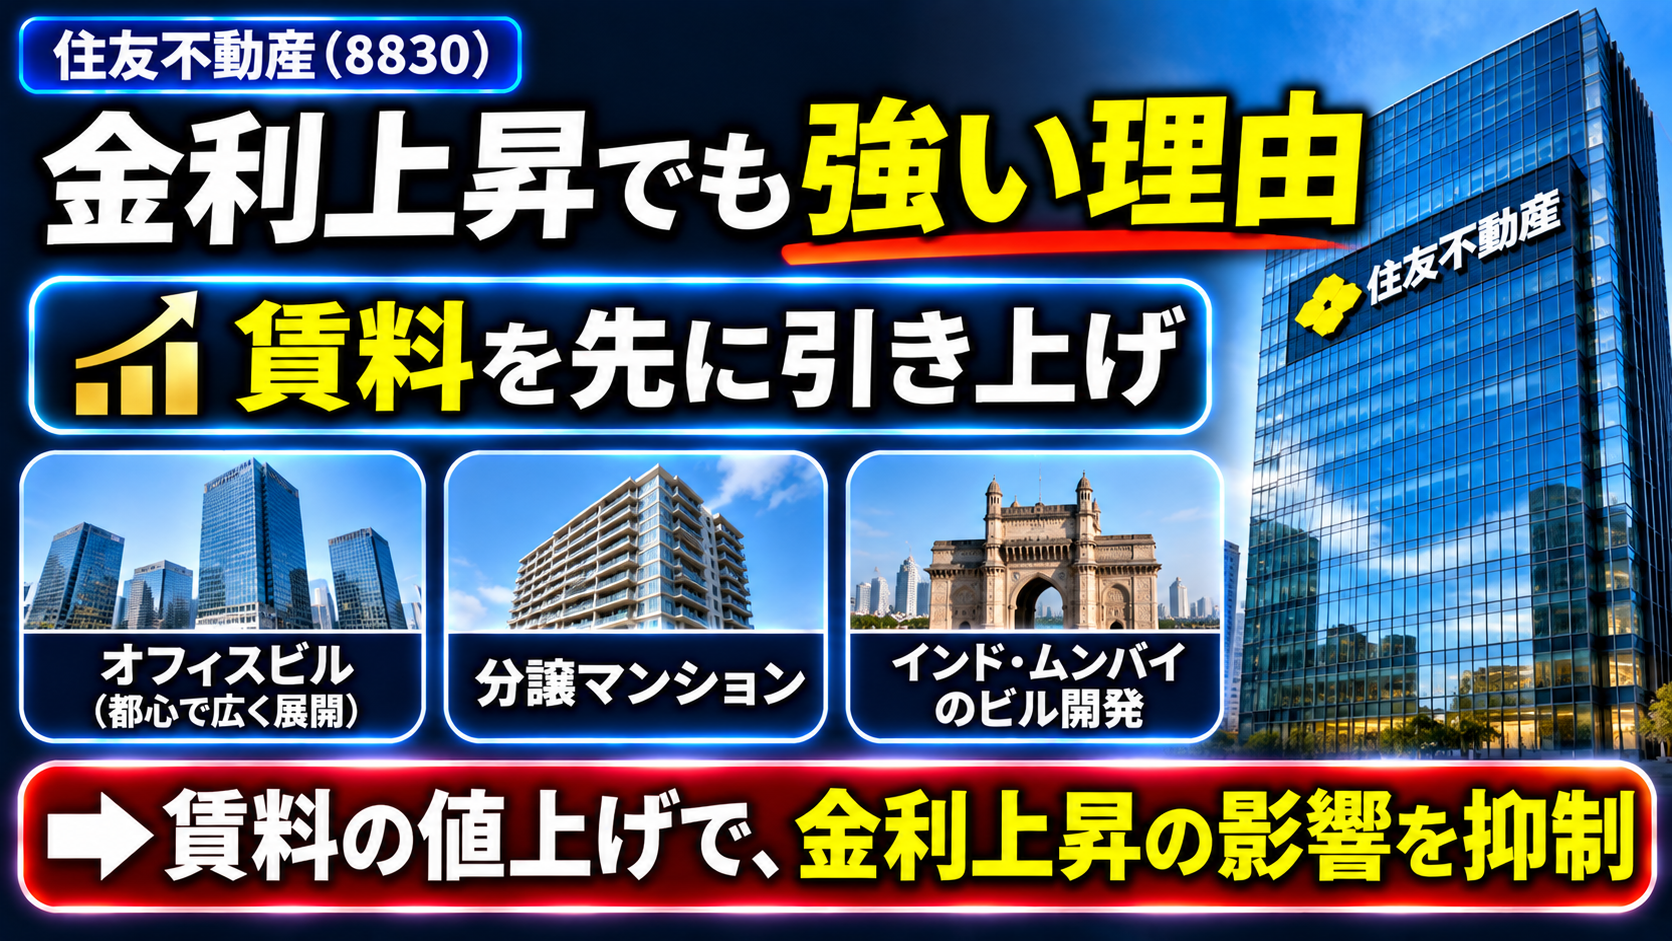 住友不動産(8830)
金利上昇でも強い理由
住友不動産
賃料を先に引き上げ
オフィスビル
(都心で広く展開)
分譲マンション
インド・ムンバイ
のビル開発
➡賃料の値上げで、金利上昇の影響を抑制